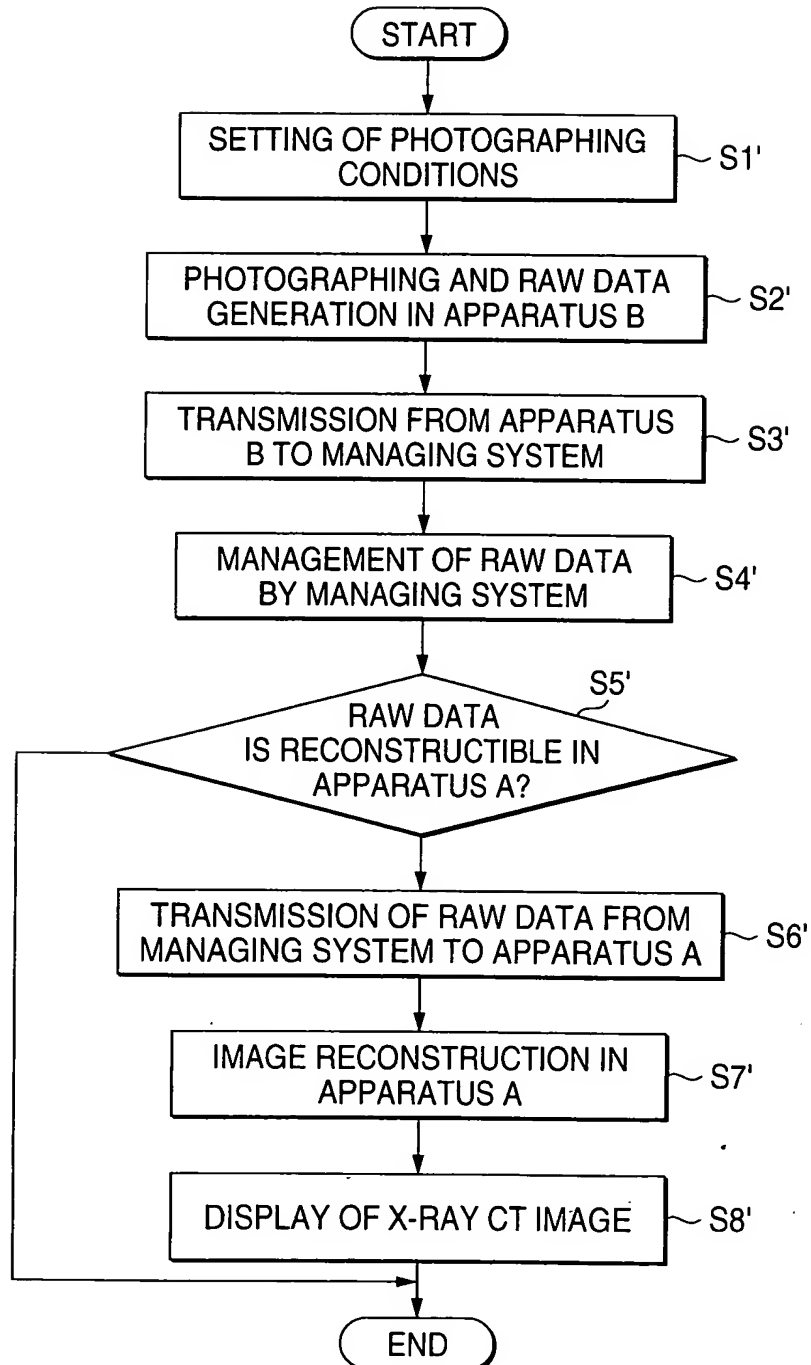 START
SETTING OF PHOTOGRAPHING
CONDITIONS
S1'
PHOTOGRAPHING AND RAW DATA
GENERATION IN APPARATUS B
S2'
TRANSMISSION FROM APPARATUS
B TO MANAGING SYSTEM
S3'
MANAGEMENT OF RAW DATA
BY MANAGING SYSTEM
S4'
S5'
RAW DATA
IS RECONSTRUCTIBLE IN
APPARATUS A?
TRANSMISSION OF RAW DATA FROM
MANAGING SYSTEM TO APPARATUS A
S6'
IMAGE RECONSTRUCTION IN
APPARATUS A
S7'
DISPLAY OF X-RAY CT IMAGE
S8'
END